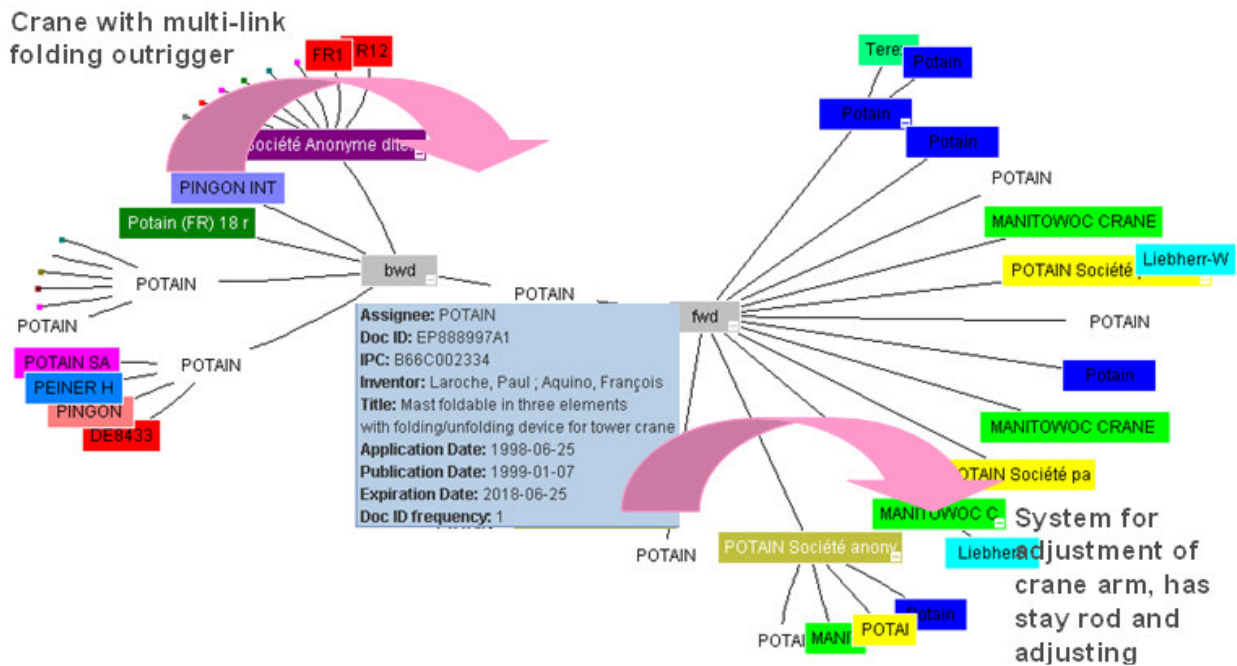 Crane with multi-link
folding outrigger
FR1
R12
Société Anonyme dite
PINGON INT
Potain (FR) 18 r
POTAIN
POTAIN
bwd
POTAIN
POTAIN SA
PEINER H
PINGON
DE8433
POTAIN
Assignee: POTAIN
Doc ID: EP888997A1
IPC: B66C002334
Inventor: Laroche, Paul ; Aquino, François
Title: Mast foldable in three elements
with folding/unfolding device for tower crane
Application Date: 1998-06-25
Publication Date: 1999-01-07
Expiration Date: 2018-06-25
Doc ID frequency: 1
fwd
Terex
Potain
Potain
Potain
POTAIN
MANITOWOC CRANE
Liebherr-W
POTAIN Société
POTAIN
Potain
MANITOWOC CRANE
POTAIN Société pa
MANITOWOC C
Liebherr
POTAIN
POTAIN Société anony
Potain
POTAI
MANI
POTAI
System for
adjustment of
crane arm, has
stay rod and
adjusting